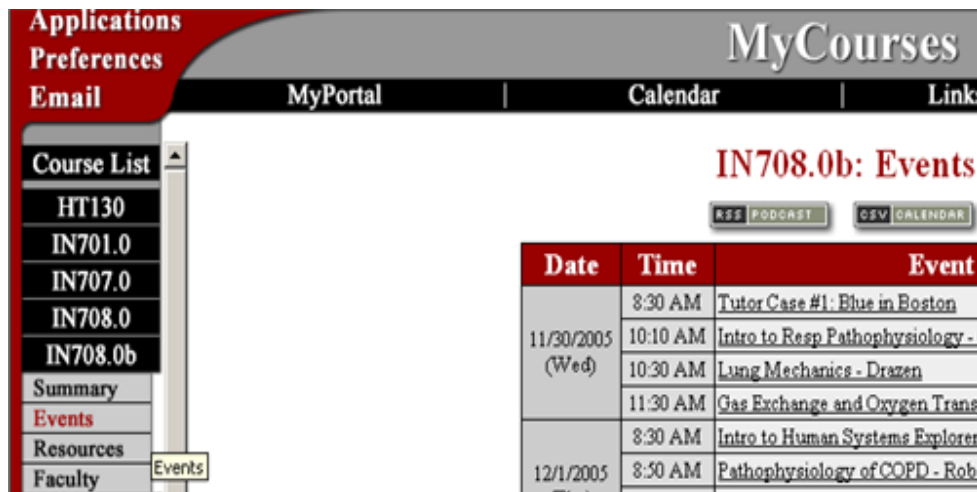 Applications
Preferences
Email
MyCourses
MyPortal | Calendar | Links
Course List
HT130
IN701.0
IN707.0
IN708.0
IN708.0b
Summary
Events
Resources
Faculty
Events
IN708.0b: Events
RSS PODCAST CSV CALENDAR
Date Time Event
11/30/2005
(Wed)
8:30 AM Tutor Case #1: Blue in Boston
10:10 AM Intro to Resp Pathophysiology -
10:30 AM Lung Mechanics - Drazen
11:30 AM Gas Exchange and Oxygen Trans
12/1/2005
8:30 AM Intro to Human Systems Explorer
8:50 AM Pathophysiology of COPD - Rob